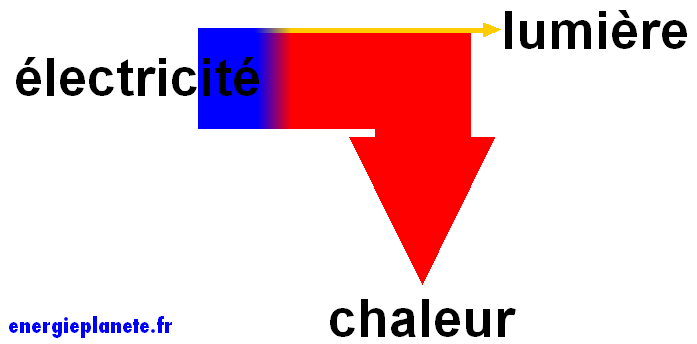 lumière
électricité
chaleur
energieplanete.fr